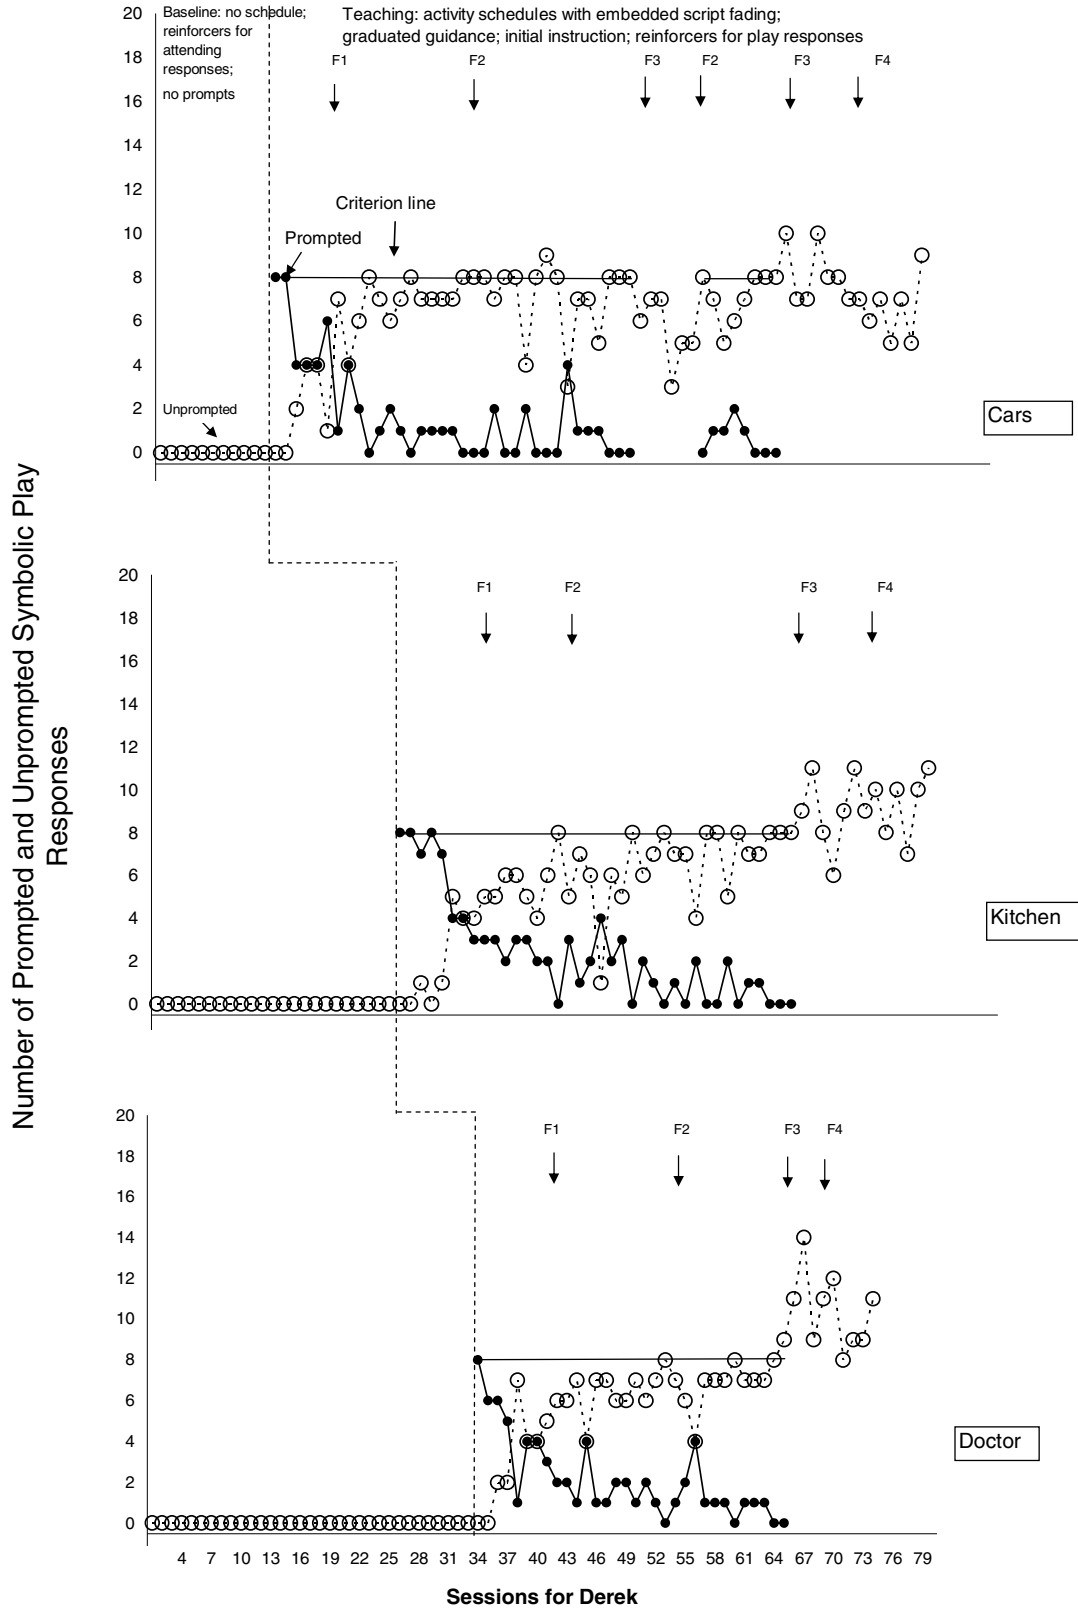 Baseline: no schedule;
reinforcers for
attending
responses;
no prompts
Teaching: activity schedules with embedded script fading;
graduated guidance; initial instruction; reinforcers for play responses
F1 F2 F3 F2 F3 F4
20
18
16
14
12
10
8
6
4
2
0
Criterion line
Prompted
Unprompted
Cars
Number of Prompted and Unprompted Symbolic Play
Responses
F1 F2 F3 F4
20
18
16
14
12
10
8
6
4
2
0
Kitchen
F1 F2 F3 F4
20
18
16
14
12
10
8
6
4
2
0
Doctor
4 7 10 13 16 19 22 25 28 31 34 37 40 43 46 49 52 55 58 61 64 67 70 73 76 79
Sessions for Derek